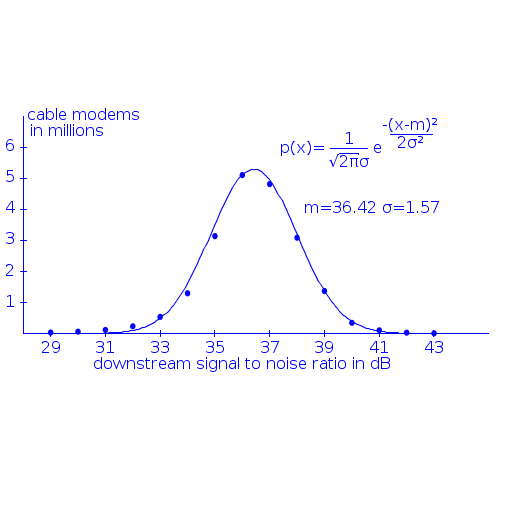 cable modems
in millions
p(x)= 1/√2πσ e -(x-m)²/2σ²
m=36.42 σ=1.57
6
5
4
3
2
1
29 31 33 35 37 39 41 43
downstream signal to noise ratio in dB